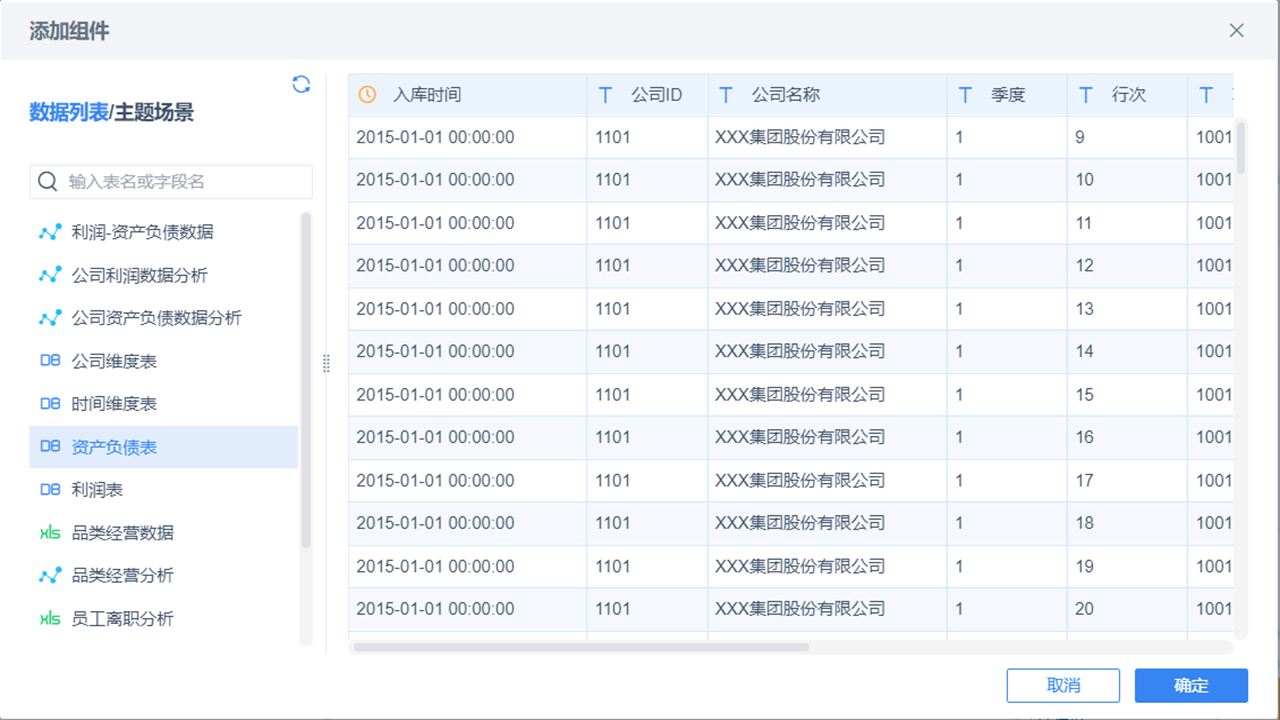 添加组件
数据列表/主题场景
输入表名或字段名
利润-资产负债数据
公司利润数据分析
公司资产负债数据分析
DB 公司维度表
DB 时间维度表
DB 资产负债表
DB 利润表
xls 品类经营数据
品类经营分析
xls 员工离职分析
入库时间 T 公司ID T 公司名称 T 季度 T 行次 T
2015-01-01 00:00:00 1101 XXX集团股份有限公司 1 9 1001
2015-01-01 00:00:00 1101 XXX集团股份有限公司 1 10 1001
2015-01-01 00:00:00 1101 XXX集团股份有限公司 1 11 1001
2015-01-01 00:00:00 1101 XXX集团股份有限公司 1 12 1001
2015-01-01 00:00:00 1101 XXX集团股份有限公司 1 13 1001
2015-01-01 00:00:00 1101 XXX集团股份有限公司 1 14 1001
2015-01-01 00:00:00 1101 XXX集团股份有限公司 1 15 1001
2015-01-01 00:00:00 1101 XXX集团股份有限公司 1 16 1001
2015-01-01 00:00:00 1101 XXX集团股份有限公司 1 17 1001
2015-01-01 00:00:00 1101 XXX集团股份有限公司 1 18 1001
2015-01-01 00:00:00 1101 XXX集团股份有限公司 1 19 1001
2015-01-01 00:00:00 1101 XXX集团股份有限公司 1 20 1001
取消 确定